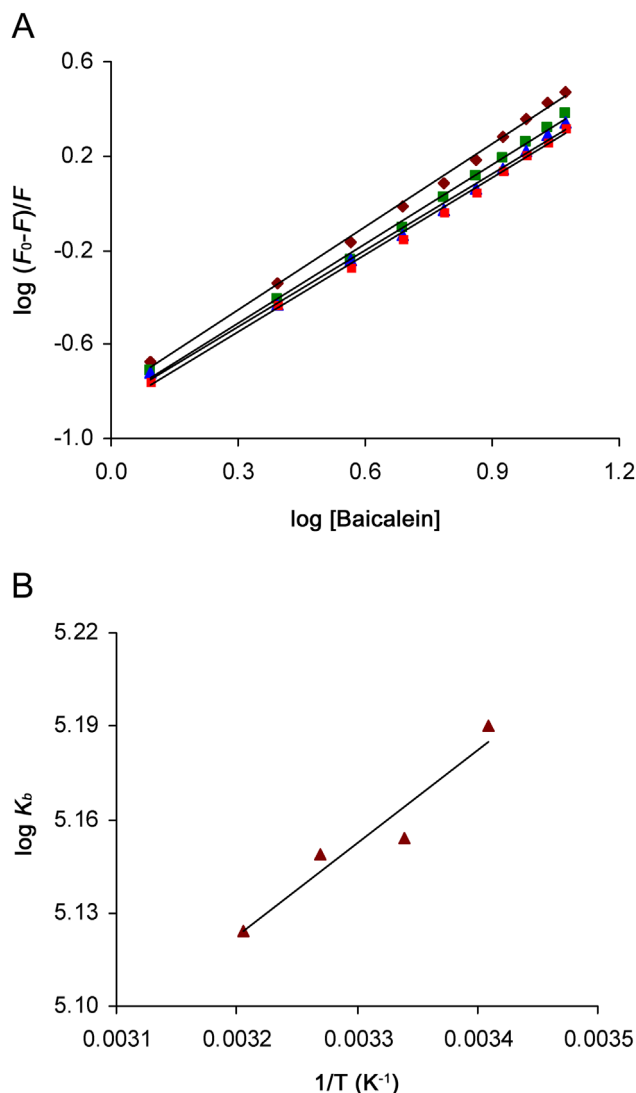 A
0.6
0.2
-0.2
-0.6
-1.0
log (F₀-F)/F
0.0 0.3 0.6 0.9 1.2
log [Baicalein]
B
5.22
5.19
5.16
5.13
5.10
log Kb
0.0031 0.0032 0.0033 0.0034 0.0035
1/T (K⁻¹)